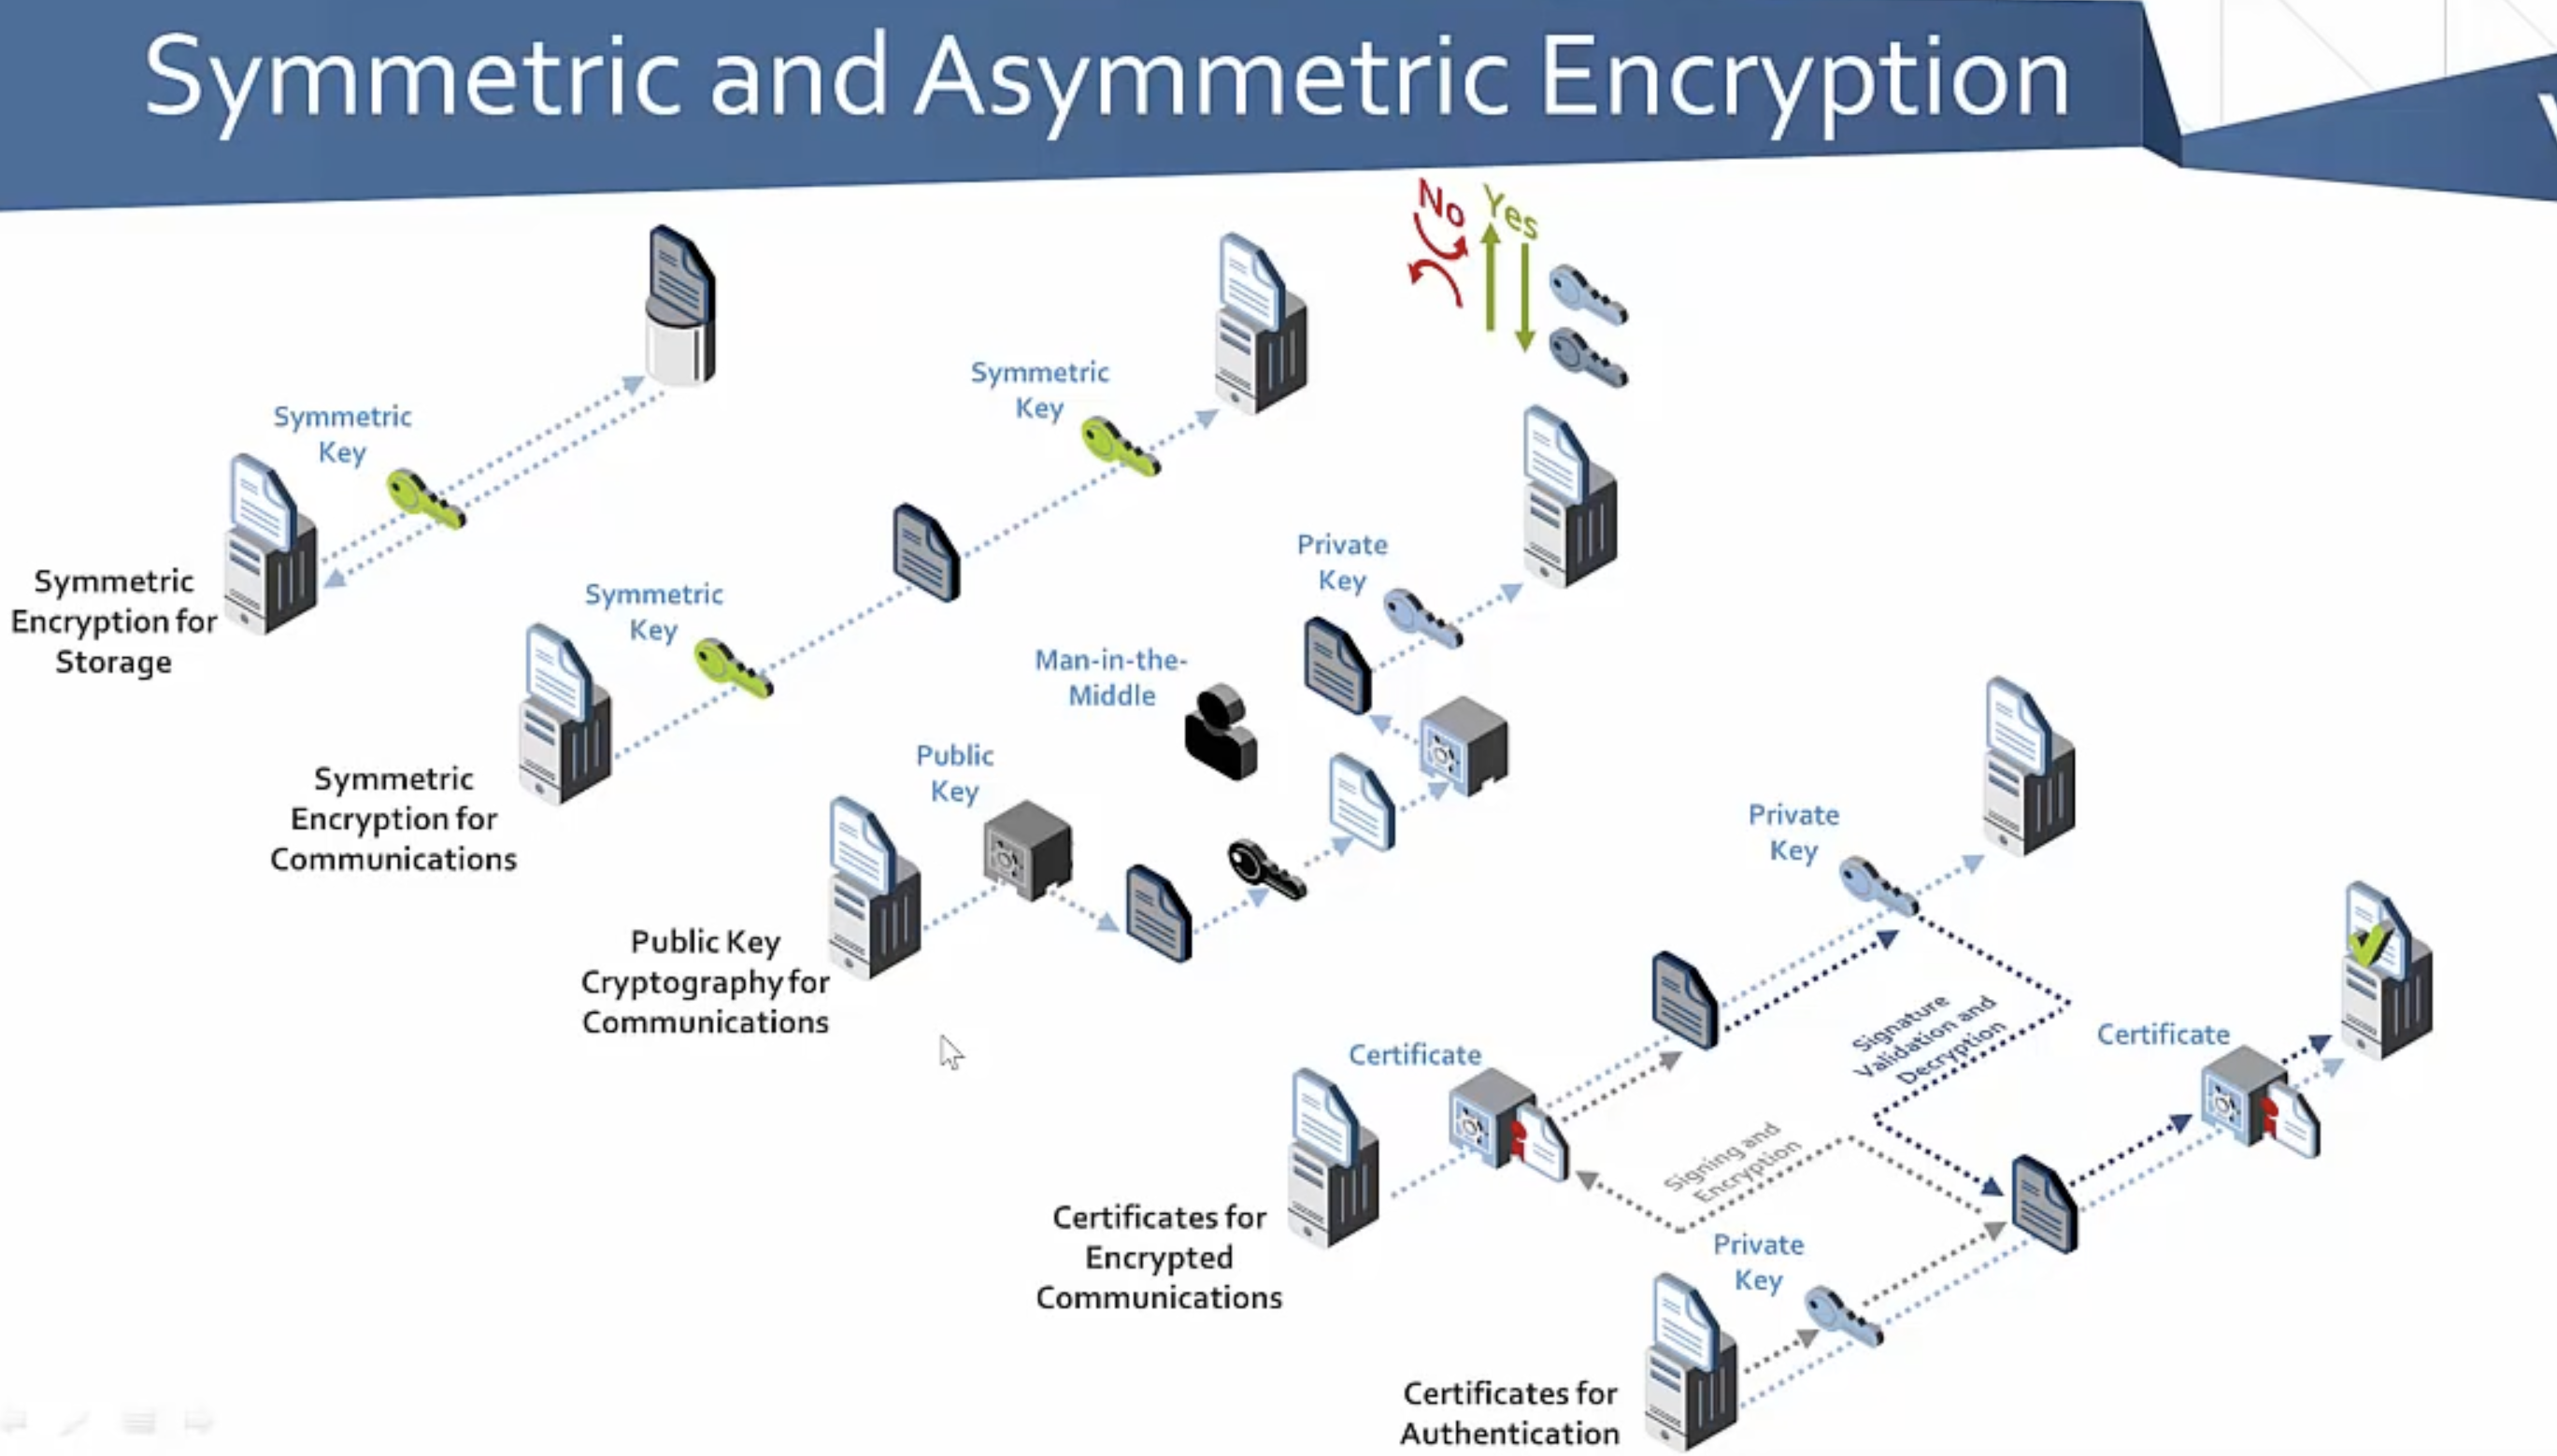 Symmetric and Asymmetric Encryption
No
Yes
Symmetric
Key
Symmetric
Encryption for
Storage
Symmetric
Key
Symmetric
Key
Symmetric
Encryption for
Communications
Private
Key
Man-in-the-
Middle
Public
Key
Public Key
Cryptography for
Communications
Private
Key
Certificate
Signature
Validation and
Decryption
Certificate
Signing and
Encryption
Certificates for
Encrypted
Communications
Private
Key
Certificates for
Authentication